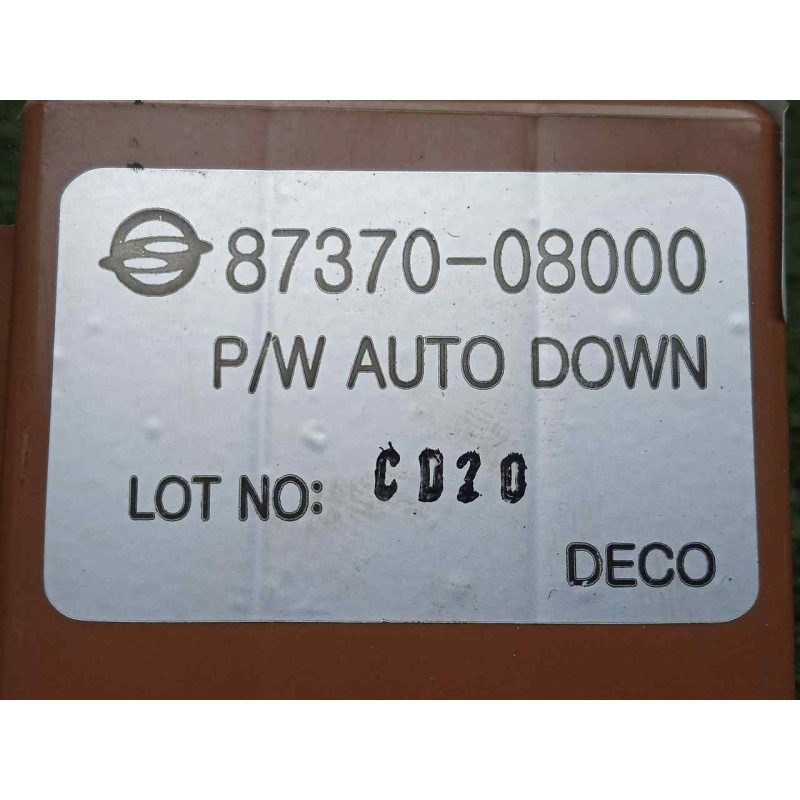 87370-08000
P/W AUTO DOWN
LOT NO: CD20
DECO